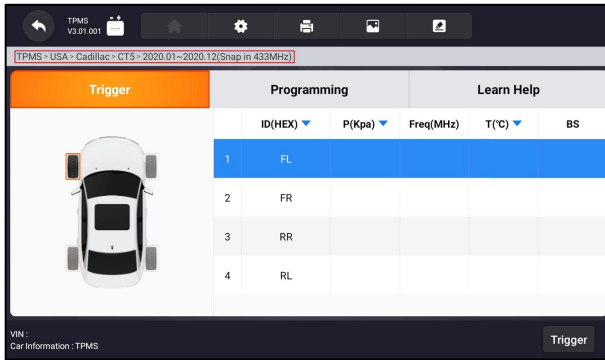 TPMS
V3.01.001
--.--
TPMS > USA > Cadillac > CT5 > 2020.01~2020.12(Snap in 433MHz)
Trigger Programming Learn Help
ID(HEX) P(Kpa) Freq(MHz) T(℃) BS
1 FL
2 FR
3 RR
4 RL
VIN :
Car Information : TPMS
Trigger